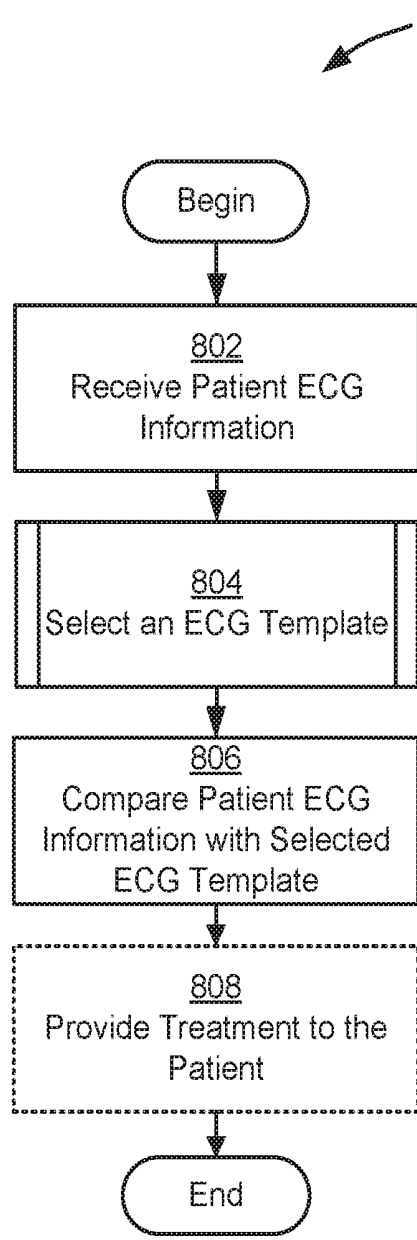 Begin
802
Receive Patient ECG
Information
804
Select an ECG Template
806
Compare Patient ECG
Information with Selected
ECG Template
808
Provide Treatment to the
Patient
End